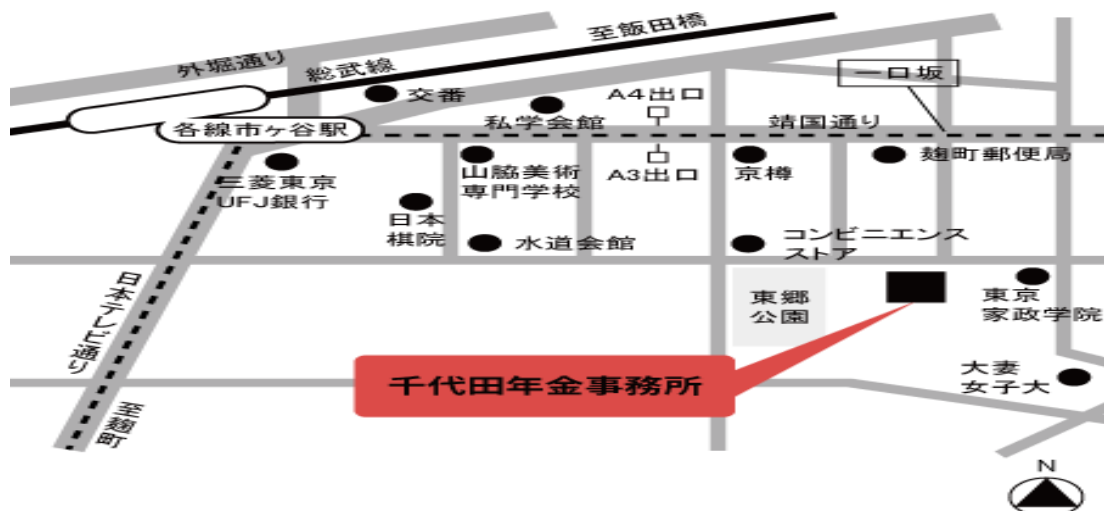 至飯田橋
外堀通り
総武線
一口坂
交番
A4出口
各線市ヶ谷駅
私学会館
靖国通り
三菱東京
UFJ銀行
山脇美術
専門学校
A3出口
京樽
麹町郵便局
日本
棋院
水道会館
コンビニエンス
ストア
日本テレビ通り
東郷
公園
東京
家政学院
千代田年金事務所
大妻
女子大
至麹町
N